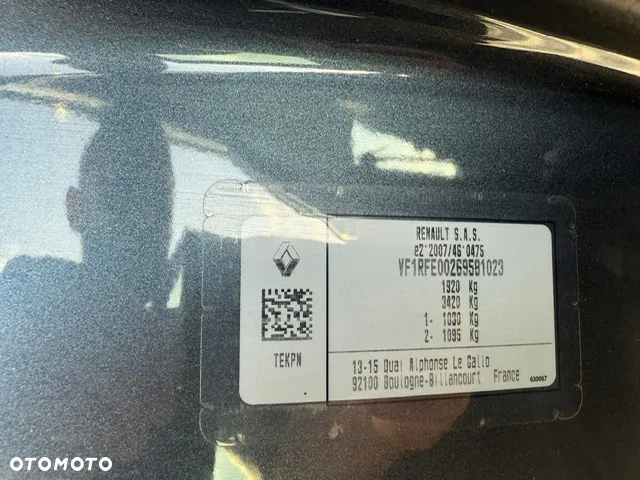 RENAULT S.A.S.
e2*2007/46*0475
VF1RFE00269581023
1920 Kg
3420 Kg
1- 1030 Kg
2- 1095 Kg
TEKPN
13-15 Quai Alphonse Le Gallo
92100 Boulogne-Billancourt France
630667
OTOMOTO